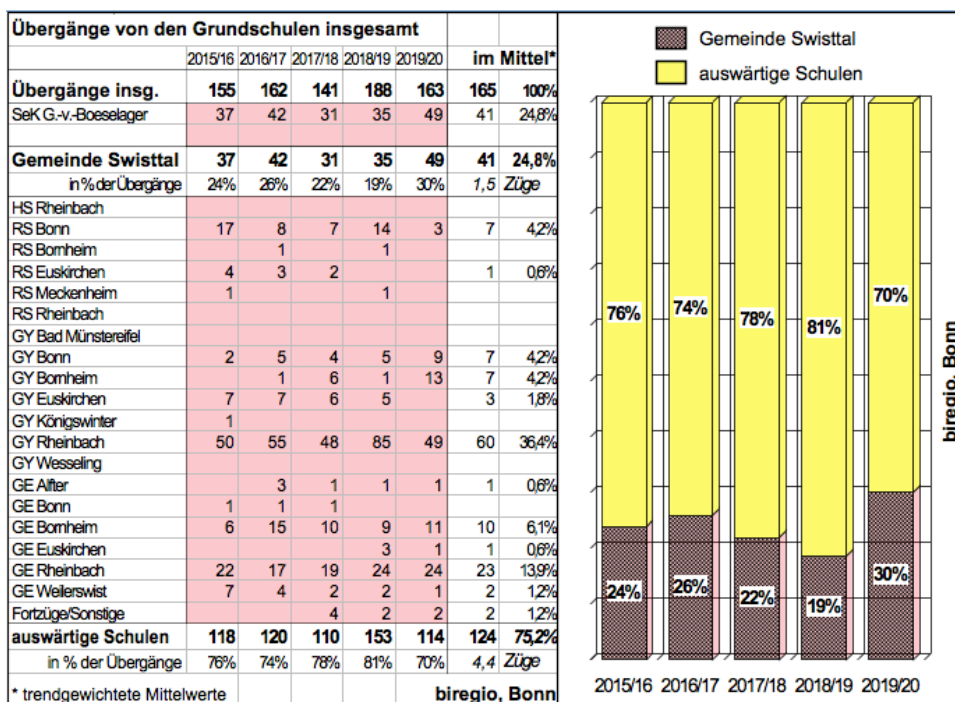 Übergänge von den Grundschulen insgesamt
2015/16 2016/17 2017/18 2018/19 2019/20 im Mittel*
Übergänge insg. 155 162 141 188 163 165 100%
SeK G.-v.-Boeselager 37 42 31 35 49 41 24,8%
Gemeinde Swisttal 37 42 31 35 49 41 24,8%
in % der Übergänge 24% 26% 22% 19% 30% 1,5 Züge
HS Rheinbach
RS Bonn 17 8 7 14 3 7 4,2%
RS Bornheim 1 1
RS Euskirchen 4 3 2 1 0,6%
RS Meckenheim 1 1
RS Rheinbach
GY Bad Münstereifel
GY Bonn 2 5 4 5 9 7 4,2%
GY Bornheim 1 6 1 13 7 4,2%
GY Euskirchen 7 7 6 5 3 1,8%
GY Königswinter 1
GY Rheinbach 50 55 48 85 49 60 36,4%
GY Wesseling
GE Alfter 3 1 1 1 1 0,6%
GE Bonn 1 1 1
GE Bornheim 6 15 10 9 11 10 6,1%
GE Euskirchen 3 1 1 0,6%
GE Rheinbach 22 17 19 24 24 23 13,9%
GE Weilerswist 7 4 2 2 1 2 1,2%
Fortzüge/Sonstige 4 2 2 2 1,2%
auswärtige Schulen 118 120 110 153 114 124 75,2%
in % der Übergänge 76% 74% 78% 81% 70% 4,4 Züge
* trendgewichtete Mittelwerte biregio, Bonn
Gemeinde Swisttal
auswärtige Schulen
76% 74% 78% 81% 70%
24% 26% 22% 19% 30%
2015/16 2016/17 2017/18 2018/19 2019/20
biregio, Bonn